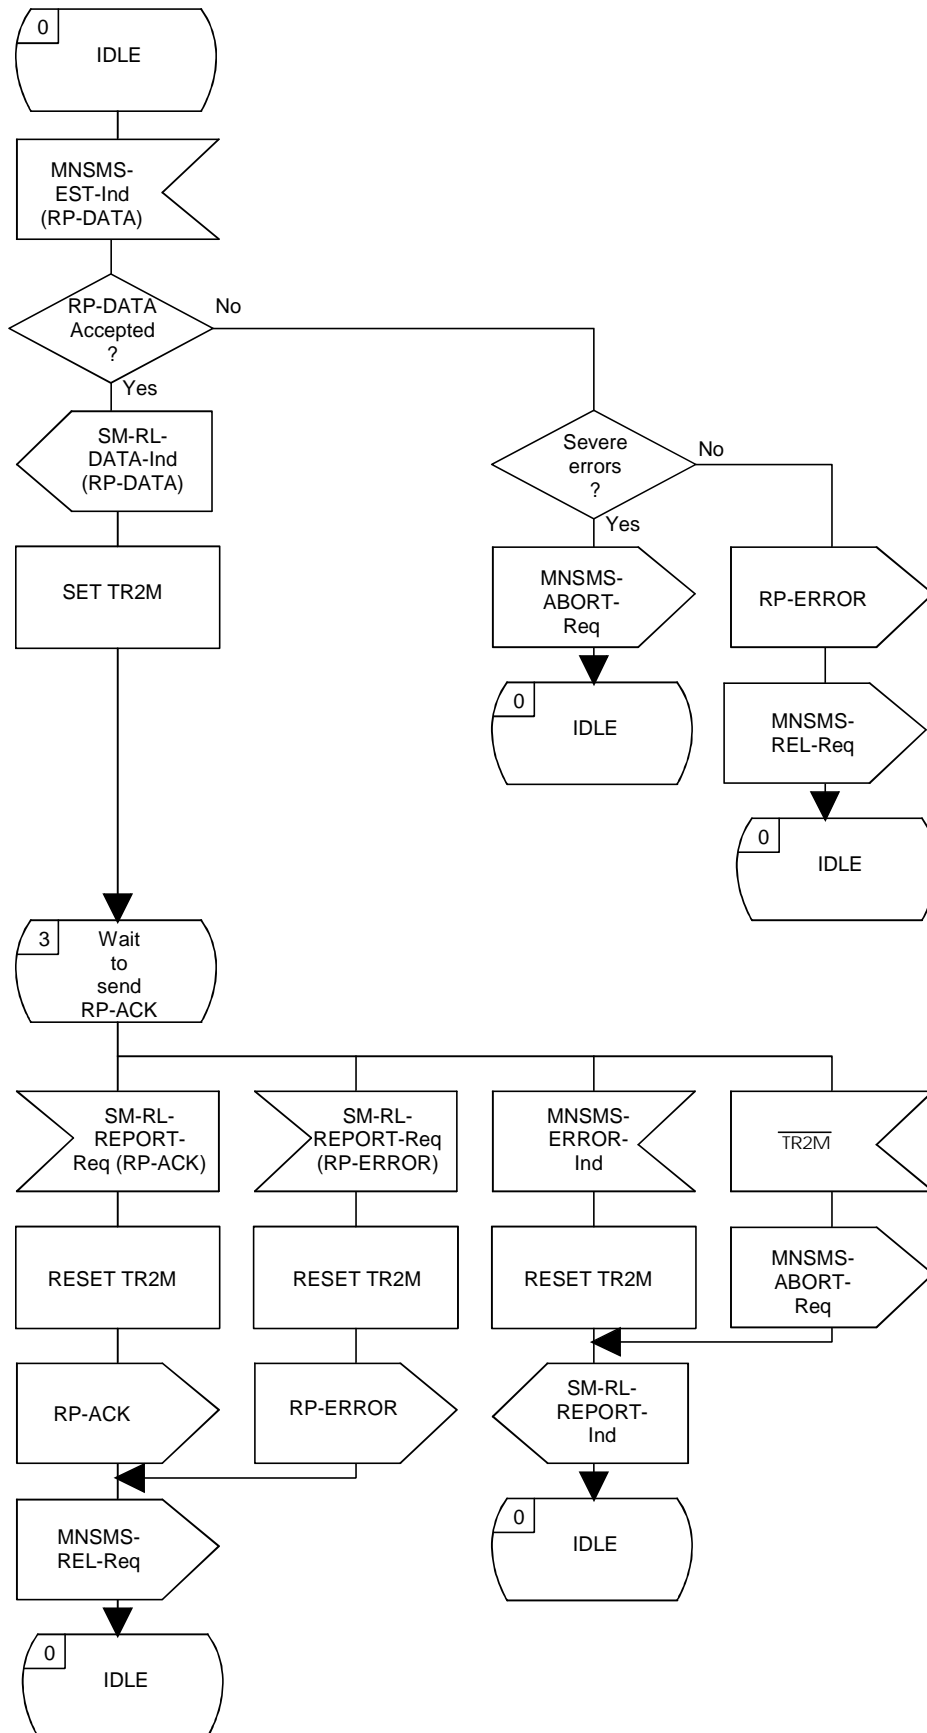 0
IDLE
MNSMS-
EST-Ind
(RP-DATA)
RP-DATA
Accepted
?
No
Yes
SM-RL-
DATA-Ind
(RP-DATA)
Severe
errors
?
No
Yes
SET TR2M
MNSMS-
ABORT-
Req
RP-ERROR
0
IDLE
MNSMS-
REL-Req
0
IDLE
3
Wait
to
send
RP-ACK
SM-RL-
REPORT-
Req (RP-ACK)
SM-RL-
REPORT-Req
(RP-ERROR)
MNSMS-
ERROR-
Ind
TR2M
RESET TR2M
RESET TR2M
RESET TR2M
MNSMS-
ABORT-
Req
RP-ACK
RP-ERROR
SM-RL-
REPORT-
Ind
MNSMS-
REL-Req
0
IDLE
0
IDLE